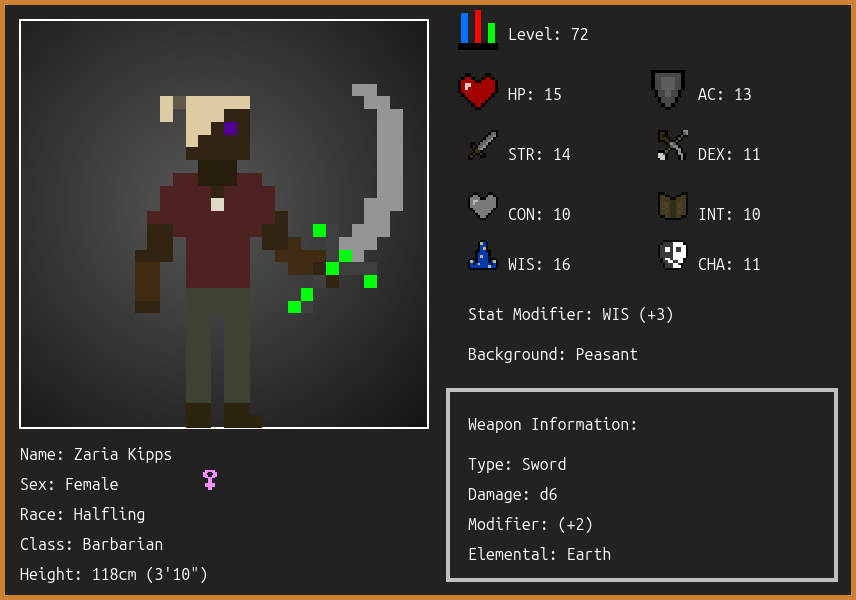 Level: 72
HP: 15
AC: 13
STR: 14
DEX: 11
CON: 10
INT: 10
WIS: 16
CHA: 11
Stat Modifier: WIS (+3)
Background: Peasant
Name: Zaria Kipps
Sex: Female
Race: Halfling
Class: Barbarian
Height: 118cm (3'10")
Weapon Information:
Type: Sword
Damage: d6
Modifier: (+2)
Elemental: Earth